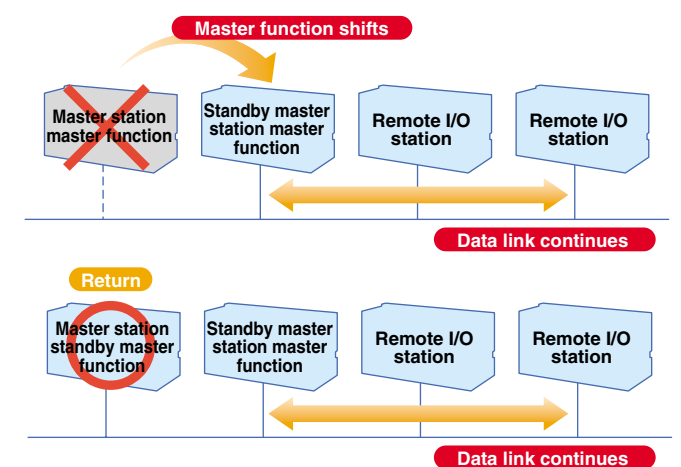 Master function shifts
Master station
master function
Standby master
station master
function
Remote I/O
station
Remote I/O
station
Data link continues
Return
Master station
standby master
function
Standby master
station master
function
Remote I/O
station
Remote I/O
station
Data link continues